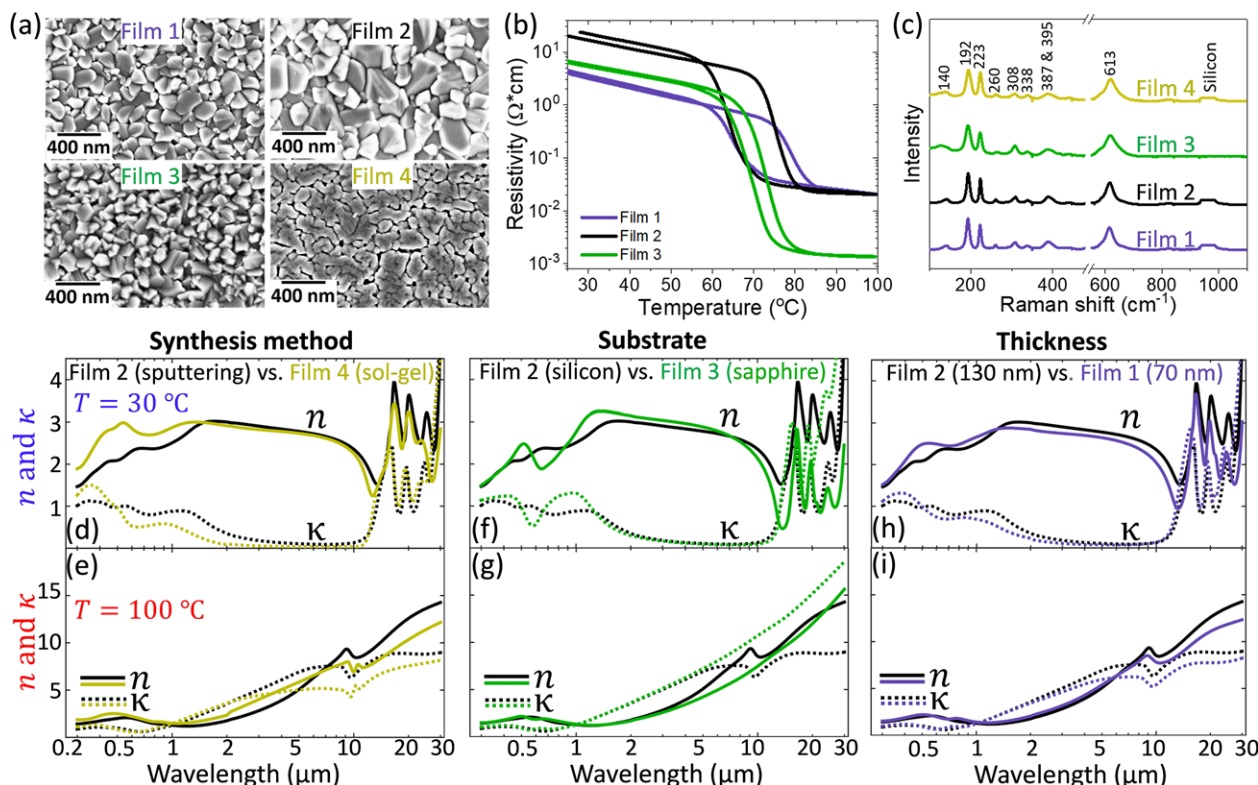 (a)
Film 1
Film 2
400 nm
400 nm
Film 3
Film 4
400 nm
400 nm
(b)
Resistivity (Ω*cm)
10¹
10⁰
10⁻¹
10⁻²
10⁻³
Film 1
Film 2
Film 3
30 40 50 60 70 80 90 100
Temperature (ºC)
(c)
Intensity
140
192
223
260
308
338
387 & 395
613
Silicon
Film 4
Film 3
Film 2
Film 1
200 400 600 800 1000
Raman shift (cm⁻¹)
Synthesis method
Substrate
Thickness
Film 2 (sputtering) vs. Film 4 (sol-gel)
Film 2 (silicon) vs. Film 3 (sapphire)
Film 2 (130 nm) vs. Film 1 (70 nm)
T = 30 °C
n and κ
4
3
2
1
n
κ
(d)
n
κ
(f)
n
κ
(h)
(e)
(g)
(i)
T = 100 °C
n and κ
15
10
5
n
κ
n
κ
n
κ
0.2 0.5 1 2 5 10 20 30
0.5 1 2 5 10 20 30
0.5 1 2 5 10 20 30
Wavelength (μm)
Wavelength (μm)
Wavelength (μm)